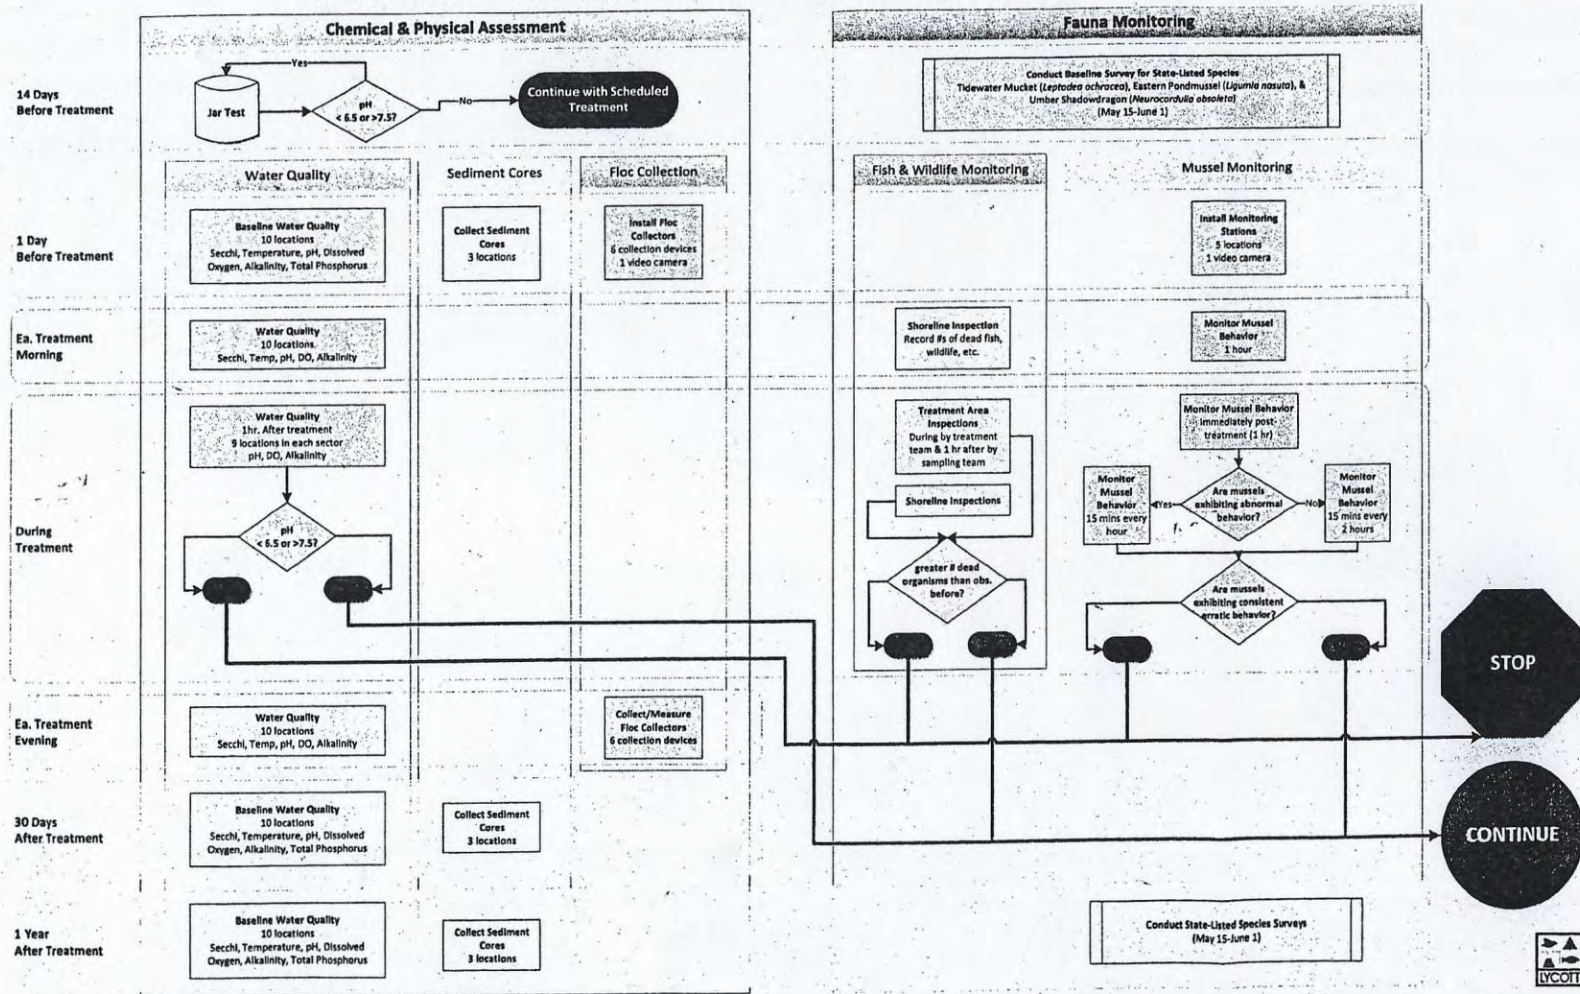 Chemical & Physical Assessment
Fauna Monitoring
14 Days
Before Treatment
Yes
Jar Test
pH
< 6.5 or >7.5?
No
Continue with Scheduled
Treatment
Conduct Baseline Survey for State-Listed Species
Tidewater Mucket (Leptodea ochracea), Eastern Pondmussel (Ligumia nasuta), &
Umber Shadowdragon (Neurocordulia obsoleta)
(May 15-June 1)
Water Quality
Sediment Cores
Floc Collection
Fish & Wildlife Monitoring
Mussel Monitoring
1 Day
Before Treatment
Baseline Water Quality
10 locations
Secchi, Temperature, pH, Dissolved
Oxygen, Alkalinity, Total Phosphorus
Collect Sediment
Cores
3 locations
Install Floc
Collectors
6 collection devices
1 video camera
Install Monitoring
Stations
5 locations
1 video camera
Ea. Treatment
Morning
Water Quality
10 locations
Secchi, Temp, pH, DO, Alkalinity
Shoreline Inspection
Record #s of dead fish,
wildlife, etc.
Monitor Mussel
Behavior
1 hour
During
Treatment
Water Quality
1hr. After treatment
9 locations in each sector
pH, DO, Alkalinity
pH
< 6.5 or >7.5?
Treatment Area
Inspections
During by treatment
team & 1 hr after by
sampling team
Shoreline Inspections
greater # dead
organisms than obs.
before?
Monitor Mussel Behavior
immediately post-
treatment (1 hr)
Monitor
Mussel
Behavior
15 mins every
hour
Yes
Are mussels
exhibiting abnormal
behavior?
No
Monitor
Mussel
Behavior
15 mins every
2 hours
Are mussels
exhibiting consistent
erratic behavior?
STOP
Ea. Treatment
Evening
Water Quality
10 locations
Secchi, Temp, pH, DO, Alkalinity
Collect/Measure
Floc Collectors
6 collection devices
30 Days
After Treatment
Baseline Water Quality
10 locations
Secchi, Temperature, pH, Dissolved
Oxygen, Alkalinity, Total Phosphorus
Collect Sediment
Cores
3 locations
CONTINUE
1 Year
After Treatment
Baseline Water Quality
10 locations
Secchi, Temperature, pH, Dissolved
Oxygen, Alkalinity, Total Phosphorus
Collect Sediment
Cores
3 locations
Conduct State-Listed Species Surveys
(May 15-June 1)
LYCOTT